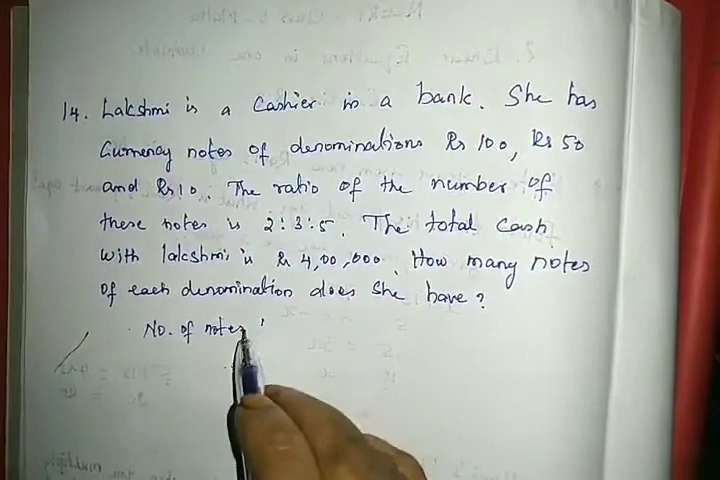 14. Lakshmi is a Cashier in a bank. She has
Currency notes of denominations Rs 100, Rs 50
and Rs 10. The ratio of the number of
these notes is 2:3:5. The total cash
with lakshmi is Rs 4,00,000. How many notes
of each denomination does She have?
No. of notes